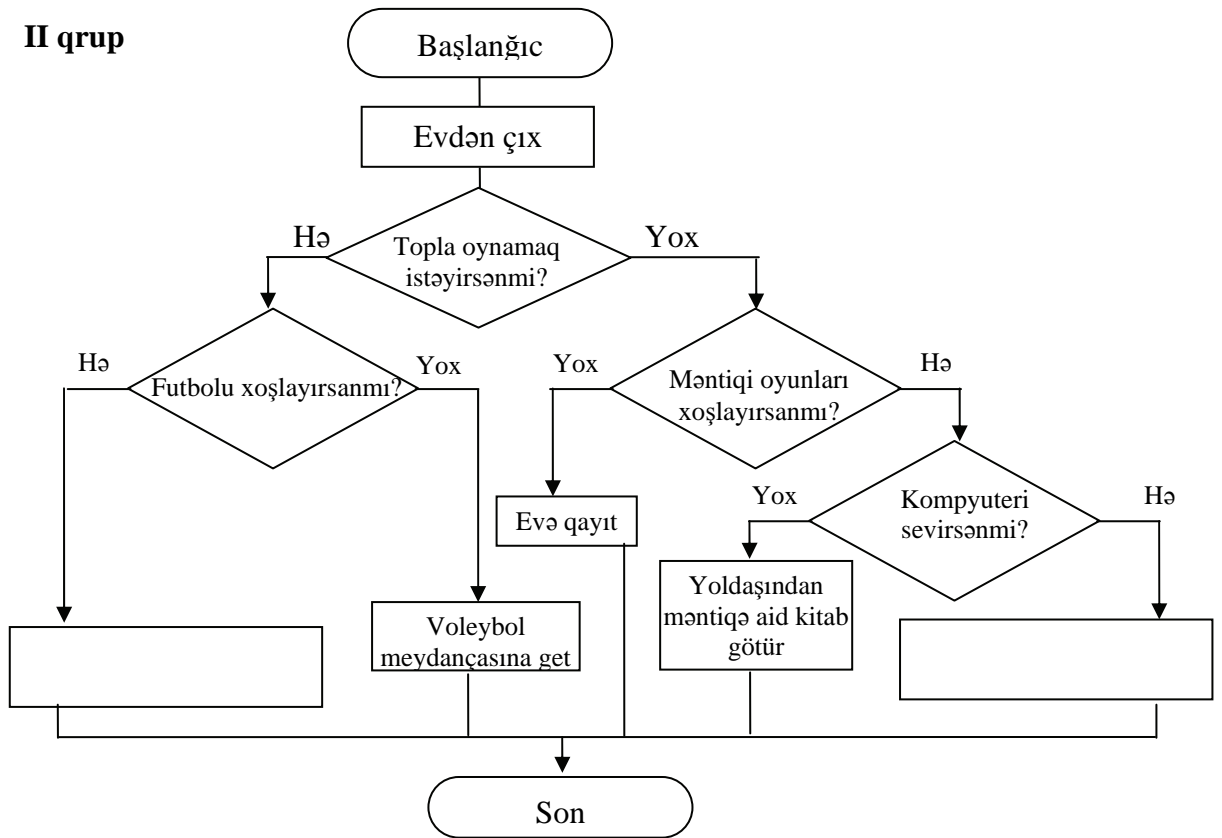 II qrup
Başlanğıc
Evdən çıx
Hə
Yox
Topla oynamaq
istəyirsənmi?
Hə
Yox
Futbolu xoşlayırsanmı?
Yox
Hə
Məntiqi oyunları
xoşlayırsanmı?
Yox
Hə
Kompyuteri
sevirsənmi?
Evə qayıt
Yoldaşından
məntiqə aid kitab
götür
Voleybol
meydançasına get
Son